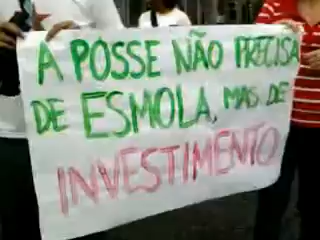 A POSSE NÃO PRECISA
DE ESMOLA, MAS DE
INVESTIMENTO